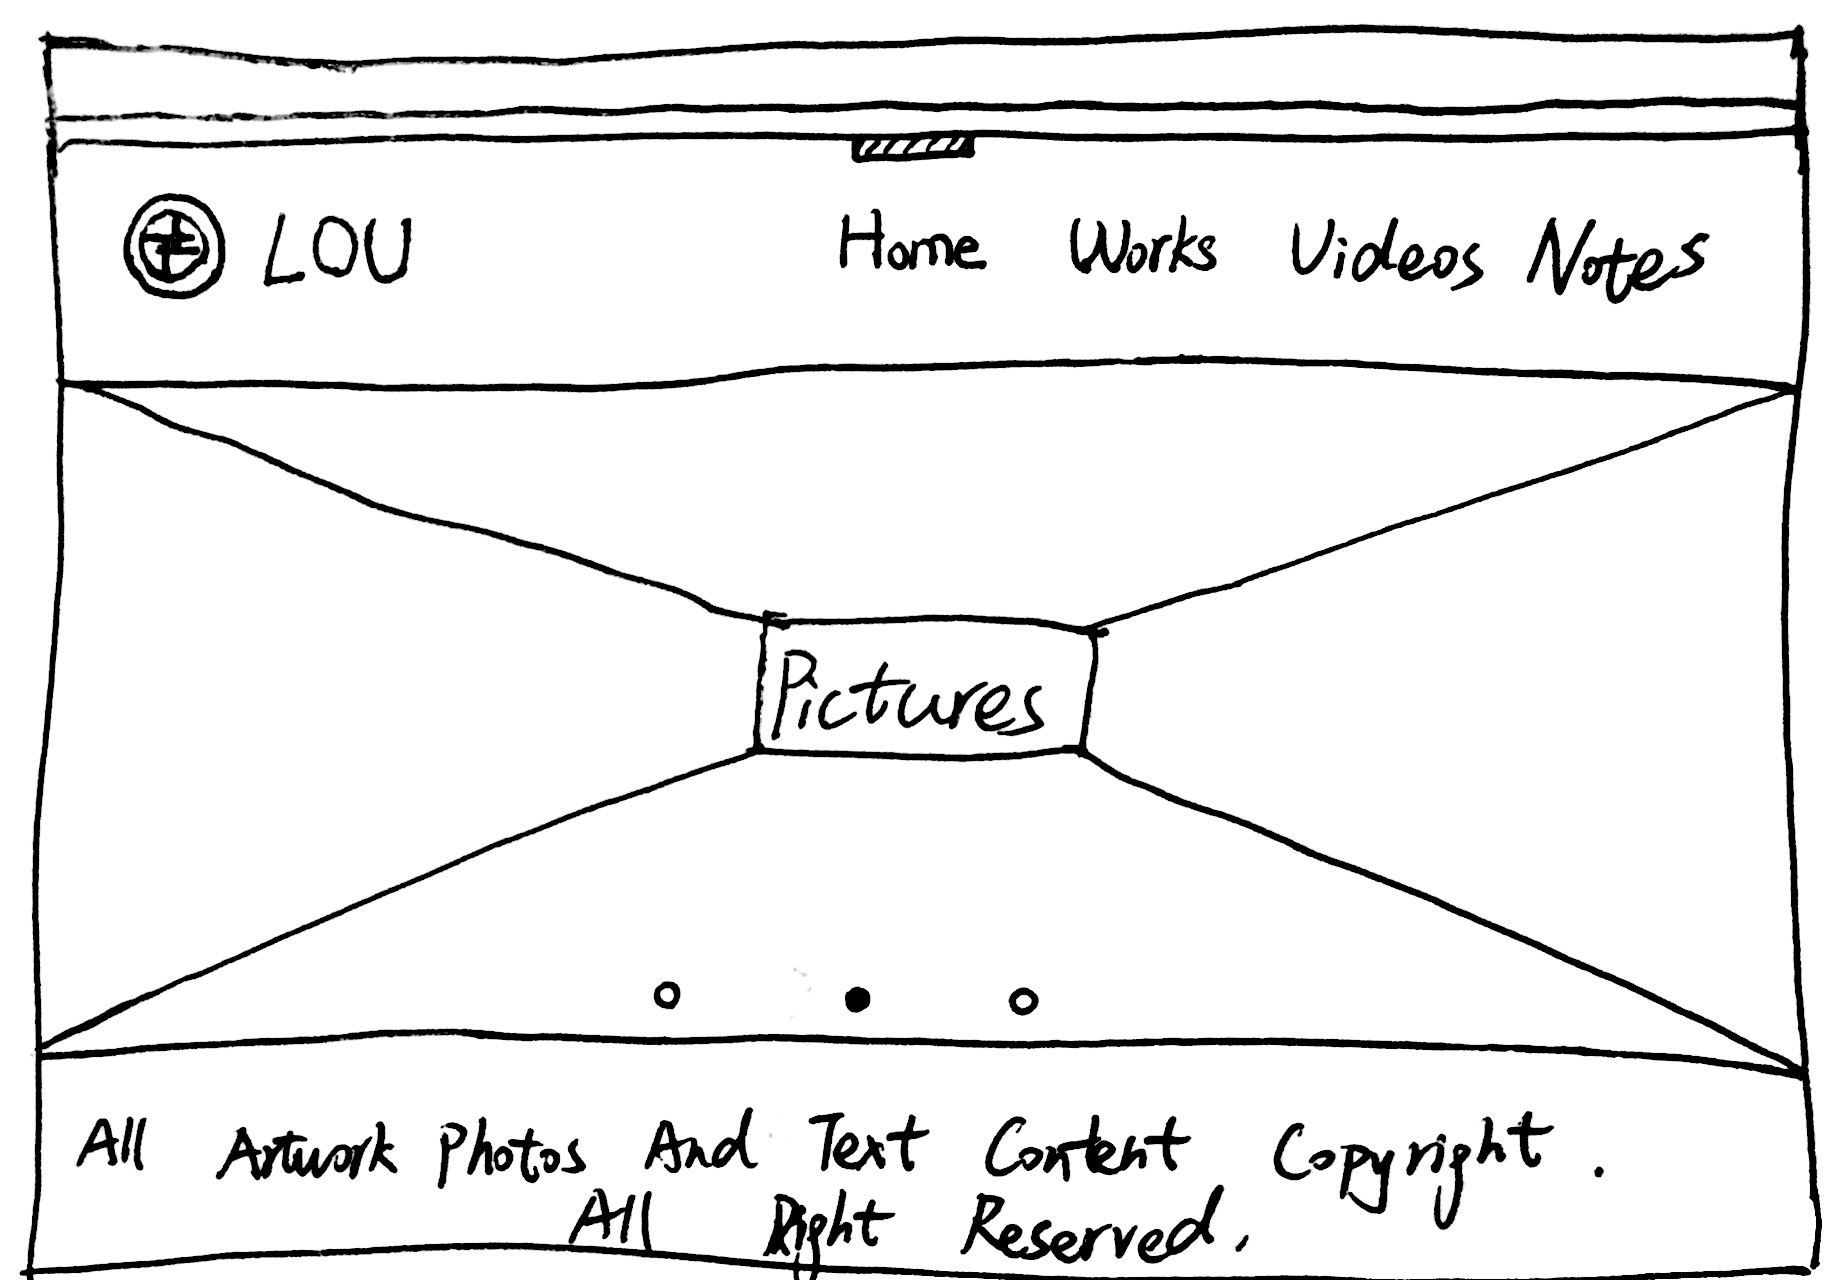 LOU
Home Works Videos Notes
Pictures
All Artwork Photos And Text Content Copyright.
All Right Reserved.